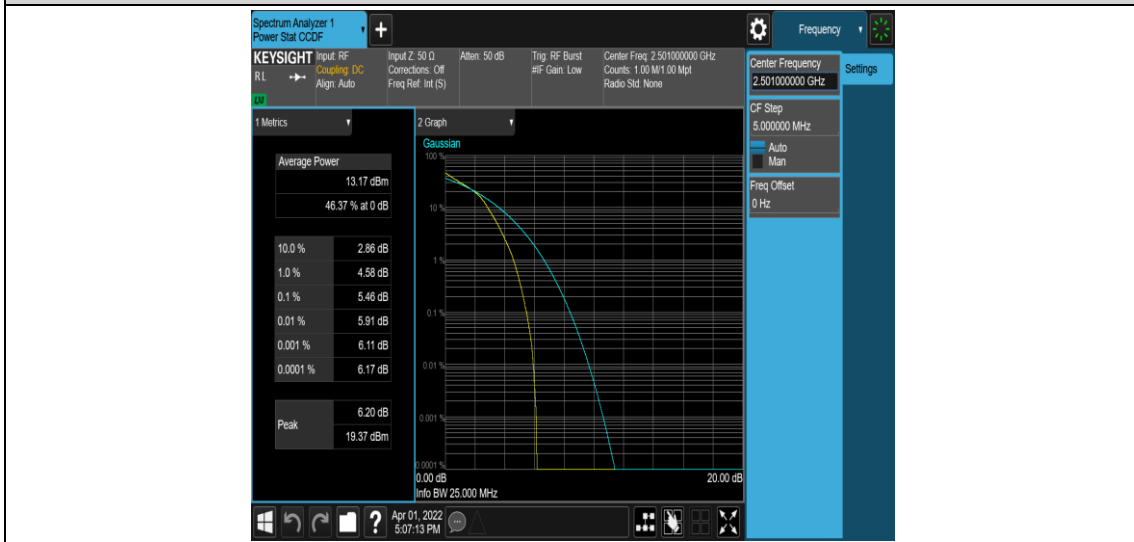 Spectrum Analyzer 1
Power Stat CCDF
+
Frequency
KEYSIGHT
RL
LXI
Input: RF
Coupling: DC
Align: Auto
Input Z: 50 Ω
Corrections: Off
Freq Ref: Int (S)
Atten: 50 dB
Trig: RF Burst
#IF Gain: Low
Center Freq: 2.501000000 GHz
Counts: 1.00 M/1.00 Mpt
Radio Std: None
Center Frequency
2.501000000 GHz
Settings
CF Step
5.000000 MHz
Auto
Man
Freq Offset
0 Hz
1 Metrics
Average Power
13.17 dBm
46.37 % at 0 dB
10.0 % 2.86 dB
1.0 % 4.58 dB
0.1 % 5.46 dB
0.01 % 5.91 dB
0.001 % 6.11 dB
0.0001 % 6.17 dB
Peak
6.20 dB
19.37 dBm
2 Graph
Gaussian
100 %
10 %
1 %
0.1 %
0.01 %
0.001 %
0.0001 %
0.00 dB 20.00 dB
Info BW 25.000 MHz
?
Apr 01, 2022
5:07:13 PM